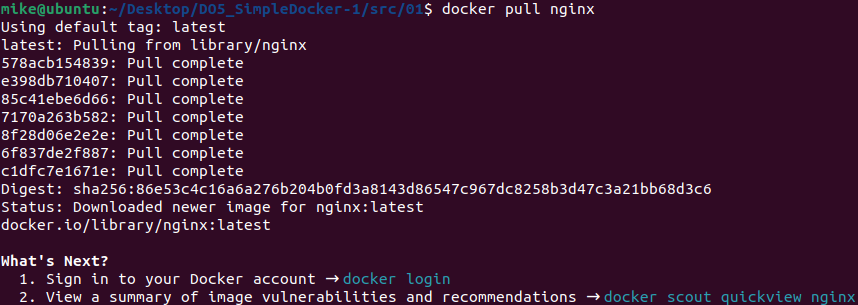 mike@ubuntu:~/Desktop/DO5_SimpleDocker-1/src/01$ docker pull nginx
Using default tag: latest
latest: Pulling from library/nginx
578acb154839: Pull complete
e398db710407: Pull complete
85c41ebe6d66: Pull complete
7170a263b582: Pull complete
8f28d06e2e2e: Pull complete
6f837de2f887: Pull complete
c1dfc7e1671e: Pull complete
Digest: sha256:86e53c4c16a6a276b204b0fd3a8143d86547c967dc8258b3d47c3a21bb68d3c6
Status: Downloaded newer image for nginx:latest
docker.io/library/nginx:latest
What's Next?
1. Sign in to your Docker account → docker login
2. View a summary of image vulnerabilities and recommendations → docker scout quickview nginx